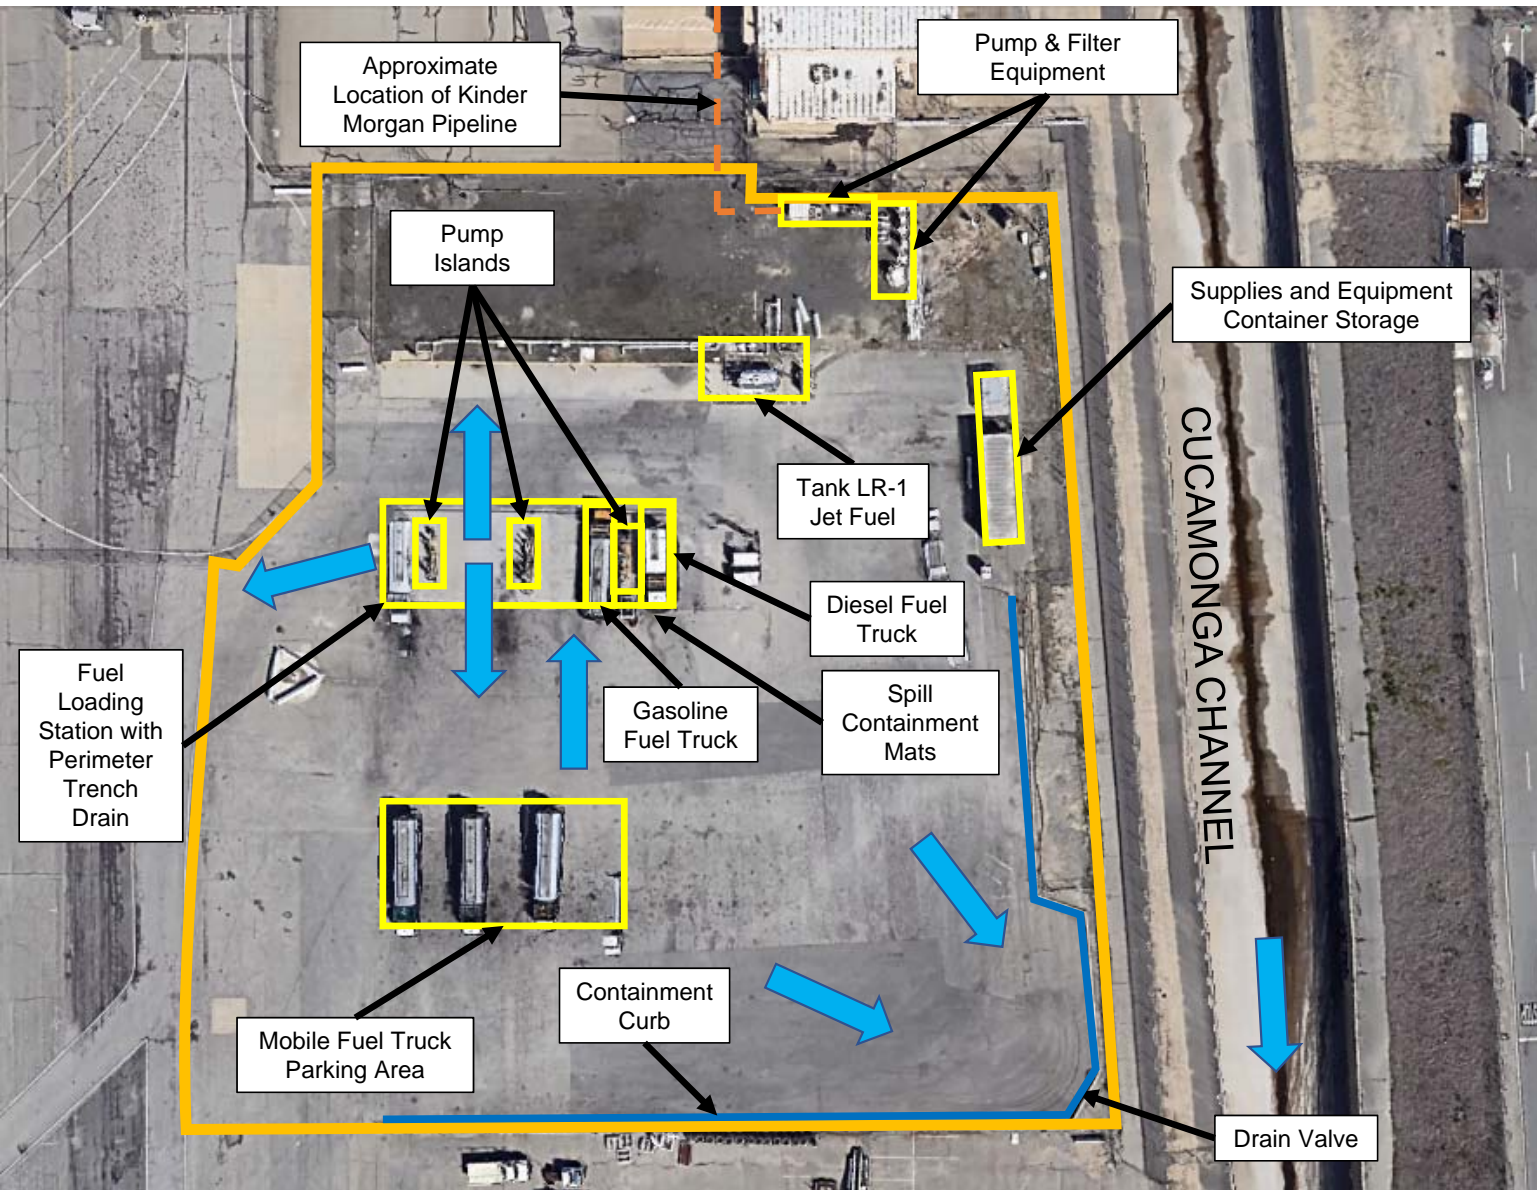 Approximate
Location of Kinder
Morgan Pipeline
Pump & Filter
Equipment
Pump
Islands
Supplies and Equipment
Container Storage
Tank LR-1
Jet Fuel
CUCAMONGA CHANNEL
Diesel Fuel
Truck
Fuel
Loading
Station with
Perimeter
Trench
Drain
Gasoline
Fuel Truck
Spill
Containment
Mats
Containment
Curb
Mobile Fuel Truck
Parking Area
Drain Valve